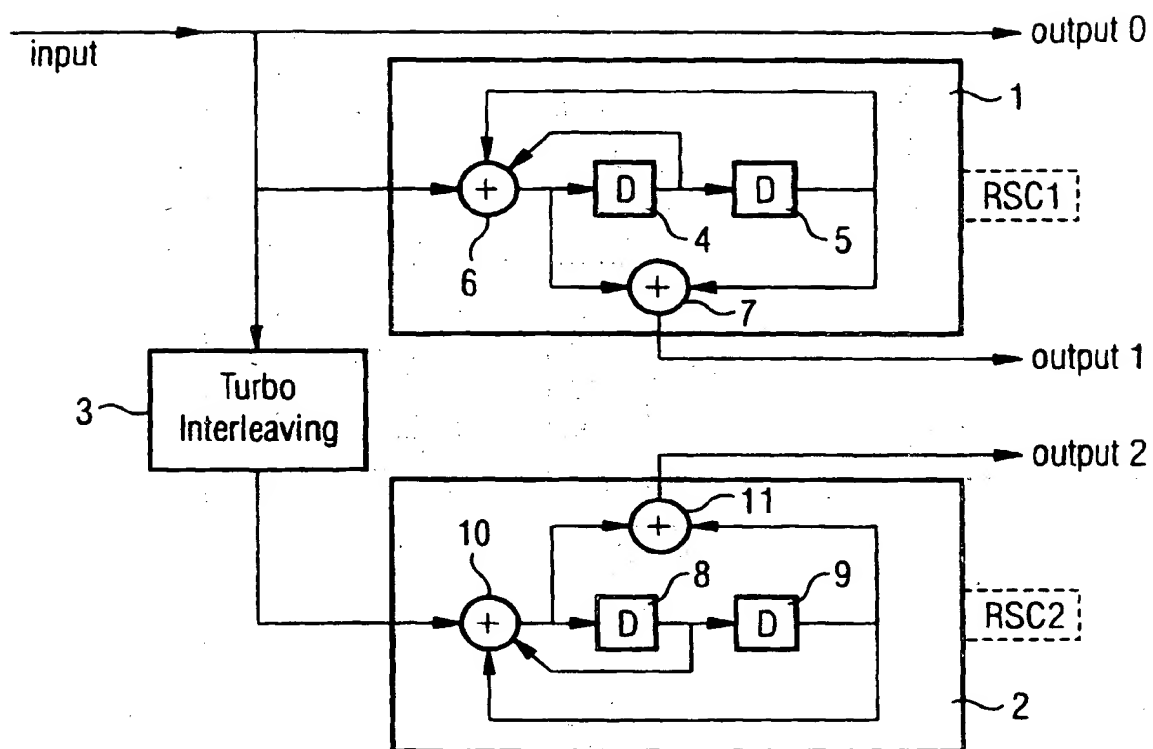 input
output 0
1
+
D
D
RSC1
6
4
5
+
7
output 1
Turbo
Interleaving
3
output 2
11
+
10
8
9
+
D
D
RSC2
2